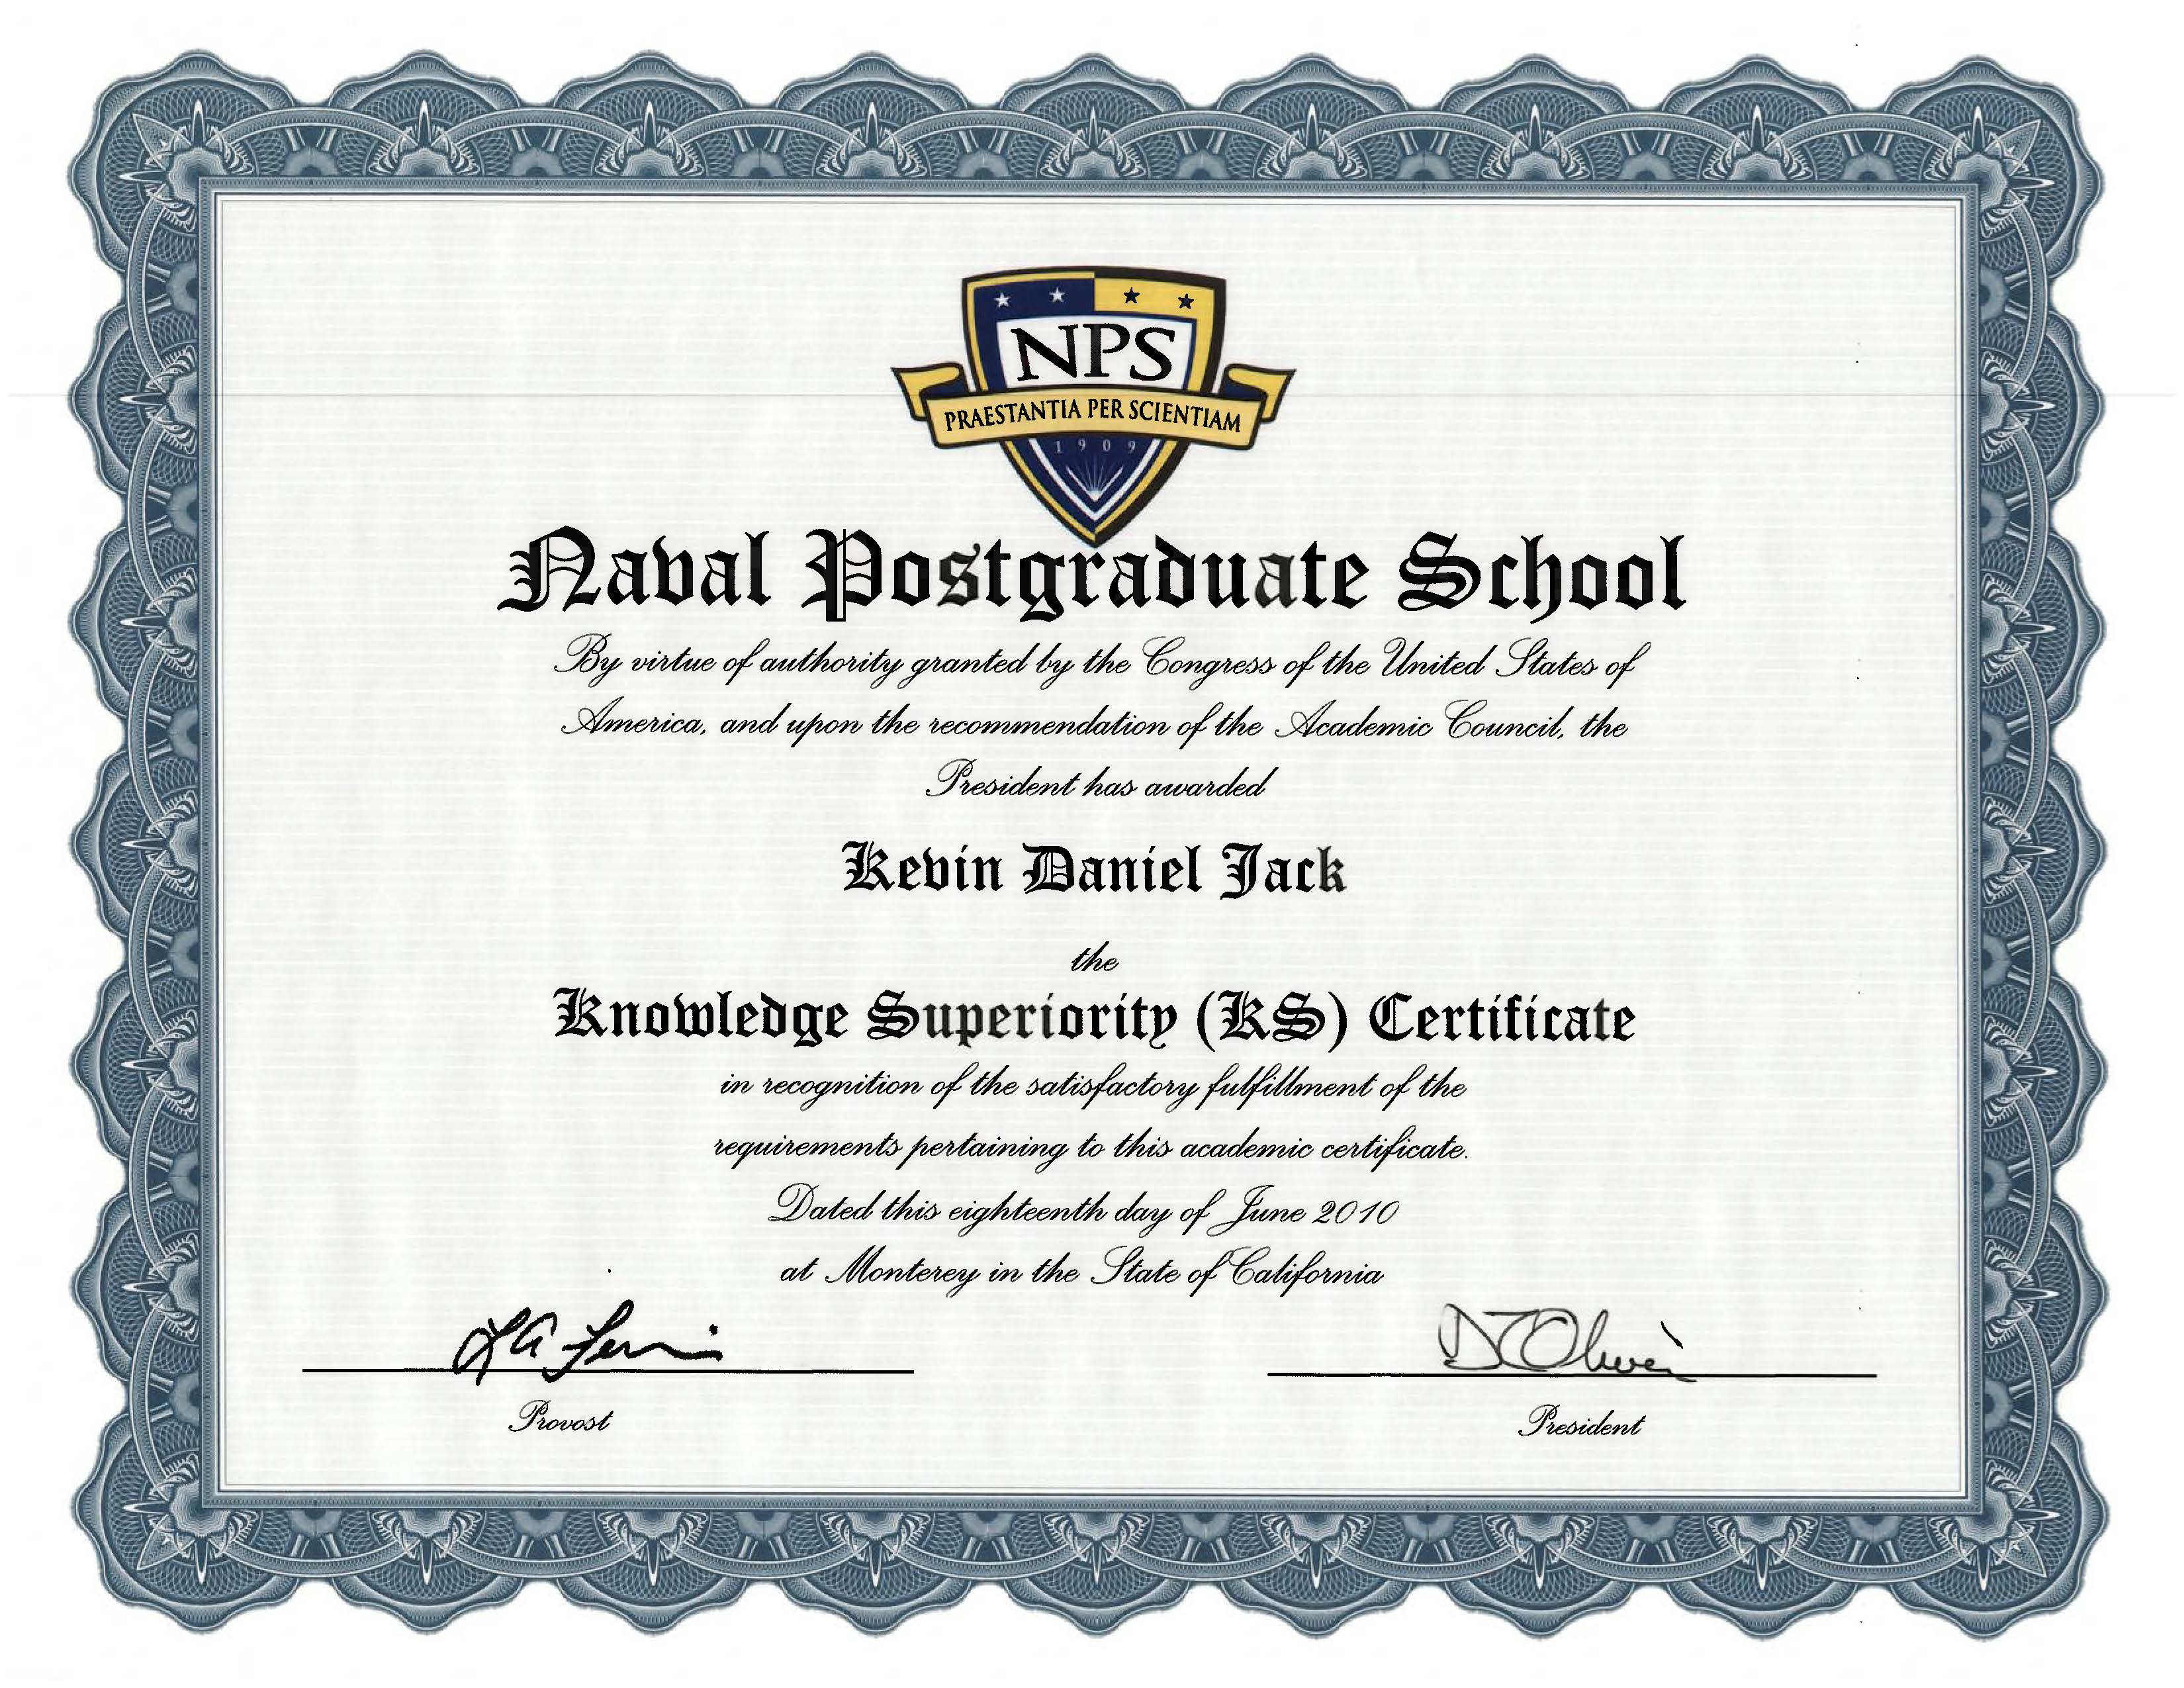 NPS
PRAESTANTIA PER SCIENTIAM
1909
Naval Postgraduate School
By virtue of authority granted by the Congress of the United States of
America, and upon the recommendation of the Academic Council, the
President has awarded
Kevin Daniel Jack
the
Knowledge Superiority (KS) Certificate
in recognition of the satisfactory fulfillment of the
requirements pertaining to this academic certificate.
Dated this eighteenth day of June 2010
at Monterey in the State of California
Provost
President